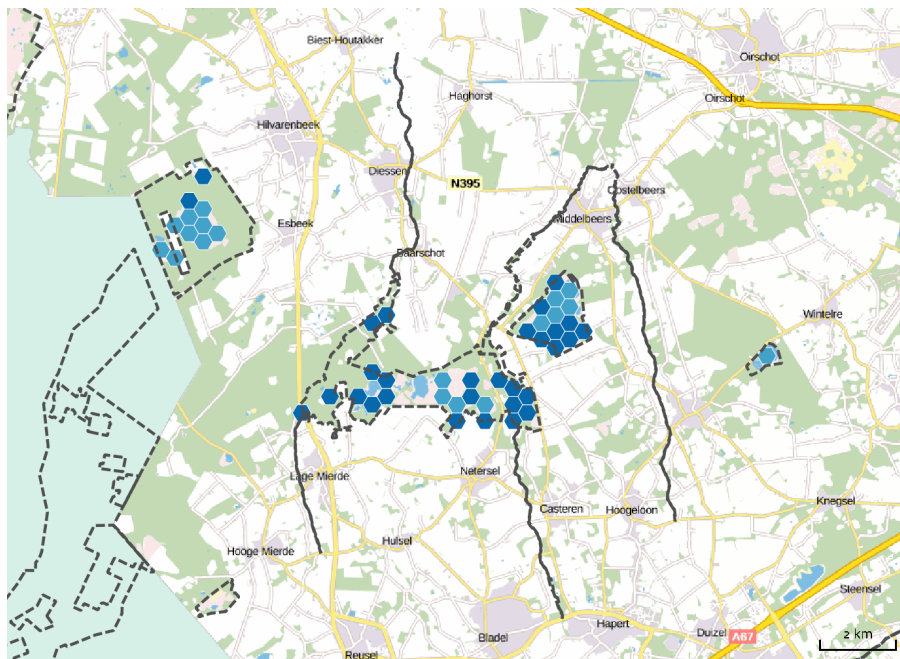 Biest-Houtakker
Oirschot
Haghorst
Oirschot
Hilvarenbeek
Diessen
N395
Oostelbeers
Middelbeers
Esbeek
Baarschot
Wintelre
Netersel
Lage Mierde
Casteren
Hoogeloon
Knegsel
Hulsel
Hooge Mierde
Steensel
Hapert
Duizel
A67
2 km
Bladel
Reusel